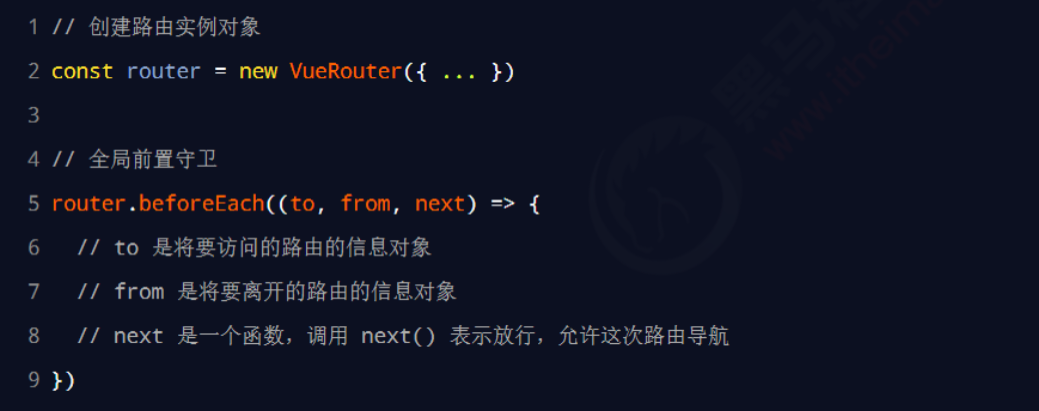 1 // 创建路由实例对象
2 const router = new VueRouter({ ... })
3
4 // 全局前置守卫
5 router.beforeEach((to, from, next) => {
6   // to 是将要访问的路由的信息对象
7   // from 是将要离开的路由的信息对象
8   // next 是一个函数，调用 next() 表示放行，允许这次路由导航
9 })
黑马
www.itheima